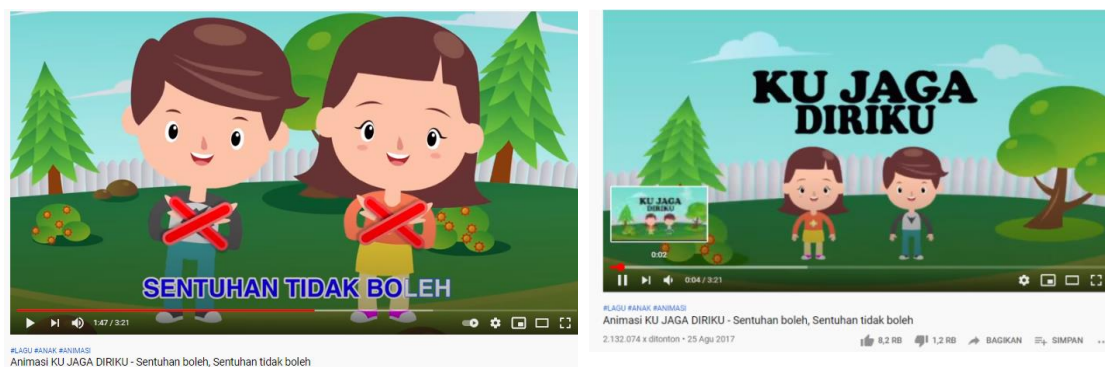 SENTUHAN TIDAK BOLEH
1:47 / 3:21
#LAGU #ANAK #ANIMASI
Animasi KU JAGA DIRIKU - Sentuhan boleh, Sentuhan tidak boleh
KU JAGA
DIRIKU
KU JAGA
DIRIKU
0:02
0:04 / 3:21
#LAGU #ANAK #ANIMASI
Animasi KU JAGA DIRIKU - Sentuhan boleh, Sentuhan tidak boleh
2.132.074 x ditonton • 25 Agu 2017
8,2 RB 1,2 RB BAGIKAN SIMPAN